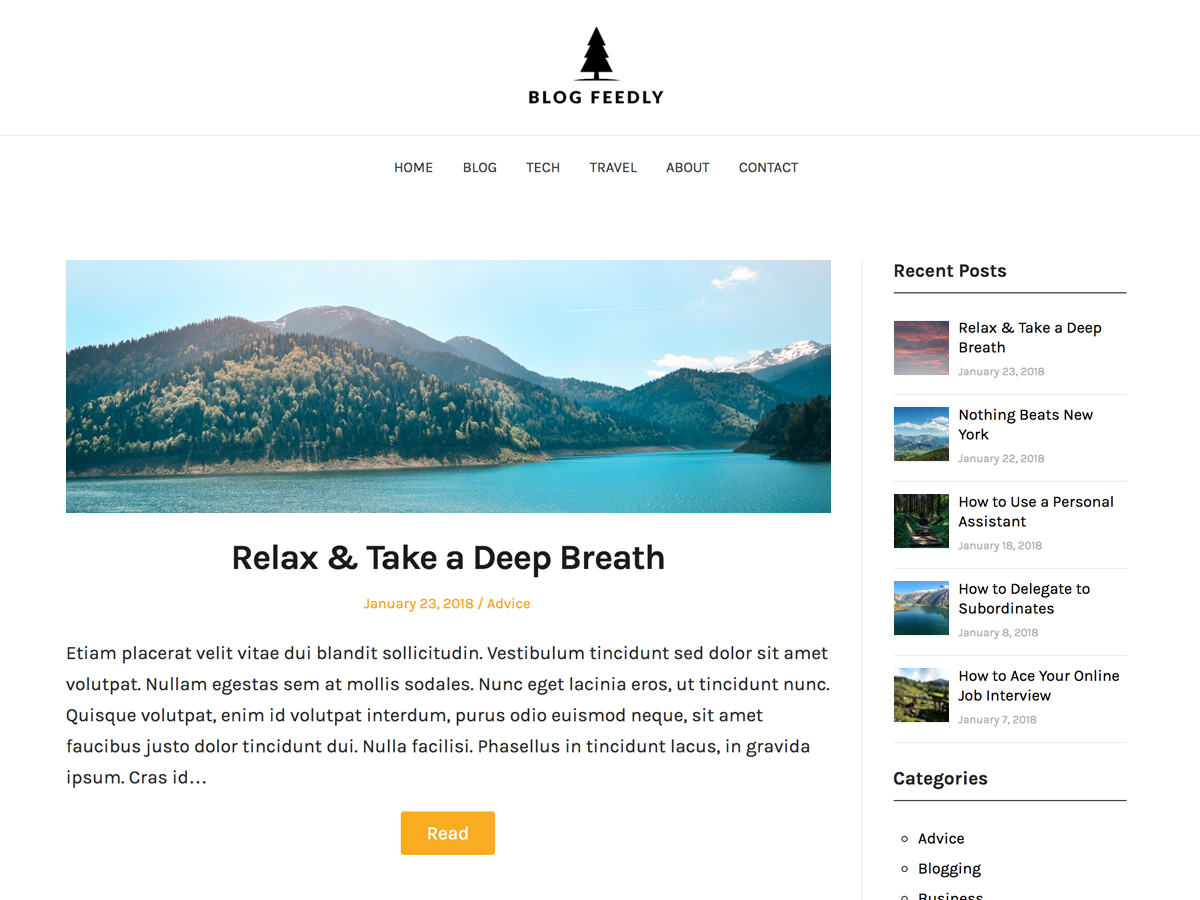 BLOG FEEDLY
HOME BLOG TECH TRAVEL ABOUT CONTACT
Relax & Take a Deep Breath
January 23, 2018 / Advice
Etiam placerat velit vitae dui blandit sollicitudin. Vestibulum tincidunt sed dolor sit amet
volutpat. Nullam egestas sem at mollis sodales. Nunc eget lacinia eros, ut tincidunt nunc.
Quisque volutpat, enim id volutpat interdum, purus odio euismod neque, sit amet
faucibus justo dolor tincidunt dui. Nulla facilisi. Phasellus in tincidunt lacus, in gravida
ipsum. Cras id…
Read
Recent Posts
Relax & Take a Deep
Breath
January 23, 2018
Nothing Beats New
York
January 22, 2018
How to Use a Personal
Assistant
January 18, 2018
How to Delegate to
Subordinates
January 8, 2018
How to Ace Your Online
Job Interview
January 7, 2018
Categories
Advice
Blogging
Business